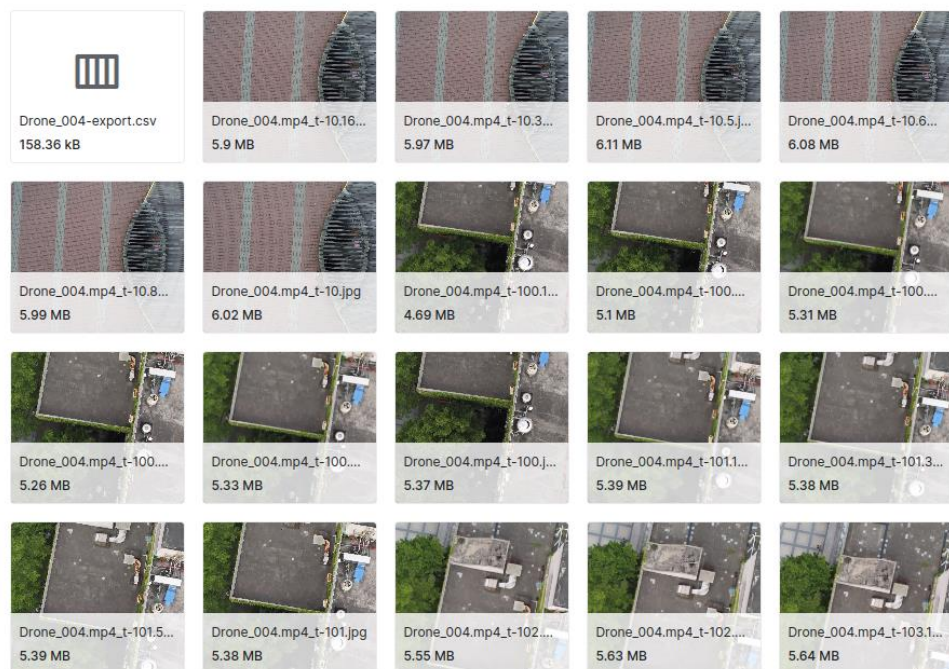 Drone_004-export.csv
158.36 kB
Drone_004.mp4_t-10.16...
5.9 MB
Drone_004.mp4_t-10.3...
5.97 MB
Drone_004.mp4_t-10.5.j...
6.11 MB
Drone_004.mp4_t-10.6...
6.08 MB
Drone_004.mp4_t-10.8...
5.99 MB
Drone_004.mp4_t-10.jpg
6.02 MB
Drone_004.mp4_t-100.1...
4.69 MB
Drone_004.mp4_t-100....
5.1 MB
Drone_004.mp4_t-100....
5.31 MB
Drone_004.mp4_t-100....
5.26 MB
Drone_004.mp4_t-100....
5.33 MB
Drone_004.mp4_t-100.j...
5.37 MB
Drone_004.mp4_t-101.1...
5.39 MB
Drone_004.mp4_t-101.3...
5.38 MB
Drone_004.mp4_t-101.5...
5.39 MB
Drone_004.mp4_t-101.jpg
5.38 MB
Drone_004.mp4_t-102....
5.55 MB
Drone_004.mp4_t-102....
5.63 MB
Drone_004.mp4_t-103.1...
5.64 MB